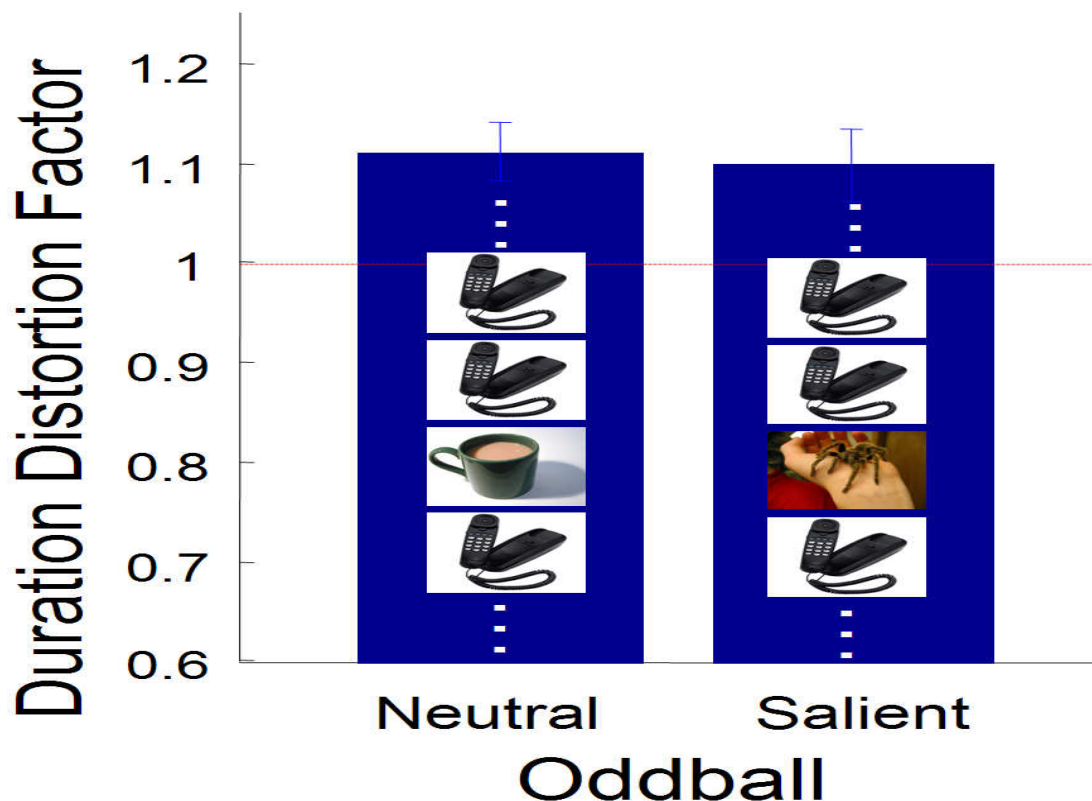 Duration Distortion Factor
1.2
1.1
1
0.9
0.8
0.7
0.6
Neutral
Salient
Oddball